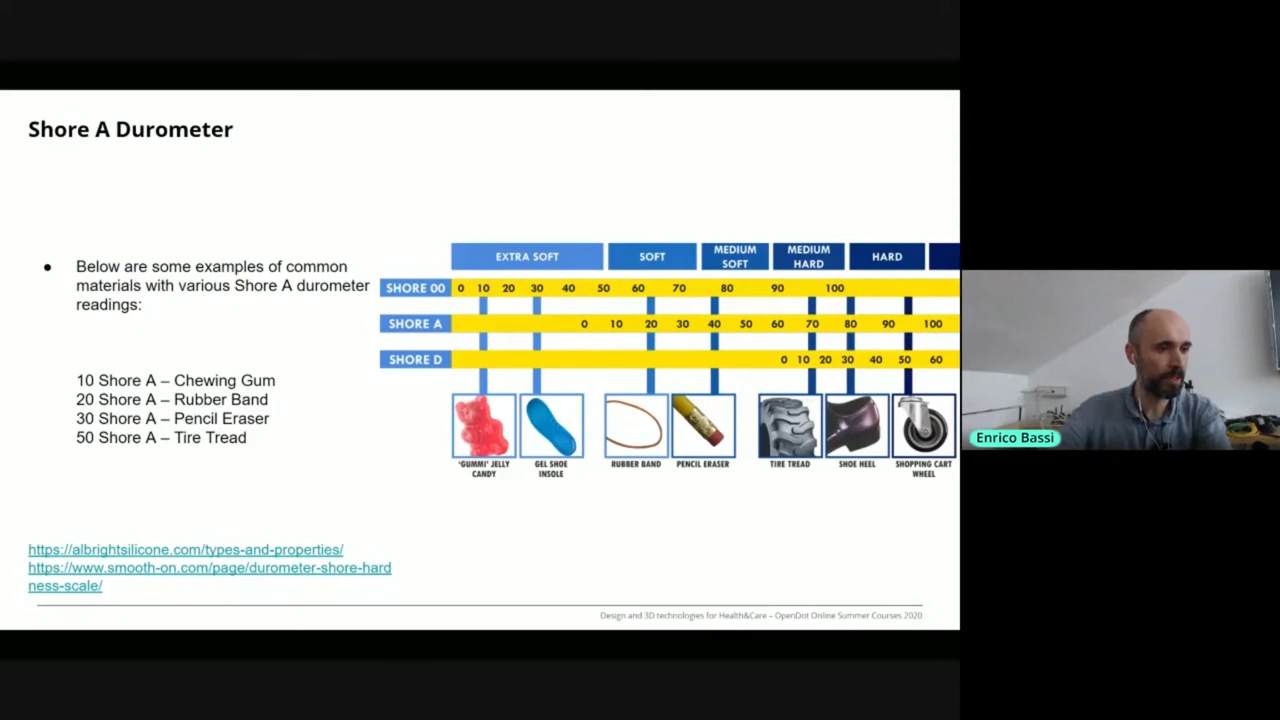 Shore A Durometer
● Below are some examples of common
materials with various Shore A durometer
readings:
10 Shore A – Chewing Gum
20 Shore A – Rubber Band
30 Shore A – Pencil Eraser
50 Shore A – Tire Tread
https://albrightsilicone.com/types-and-properties/
https://www.smooth-on.com/page/durometer-shore-hard
ness-scale/
EXTRA SOFT SOFT MEDIUM SOFT MEDIUM HARD HARD
SHORE 00 0 10 20 30 40 50 60 70 80 90 100
SHORE A 0 10 20 30 40 50 60 70 80 90 100
SHORE D 0 10 20 30 40 50 60
'GUMMI' JELLY CANDY
GEL SHOE INSOLE
RUBBER BAND
PENCIL ERASER
TIRE TREAD
SHOE HEEL
SHOPPING CART WHEEL
Design and 3D technologies for Health&Care – OpenDot Online Summer Courses 2020
Enrico Bassi